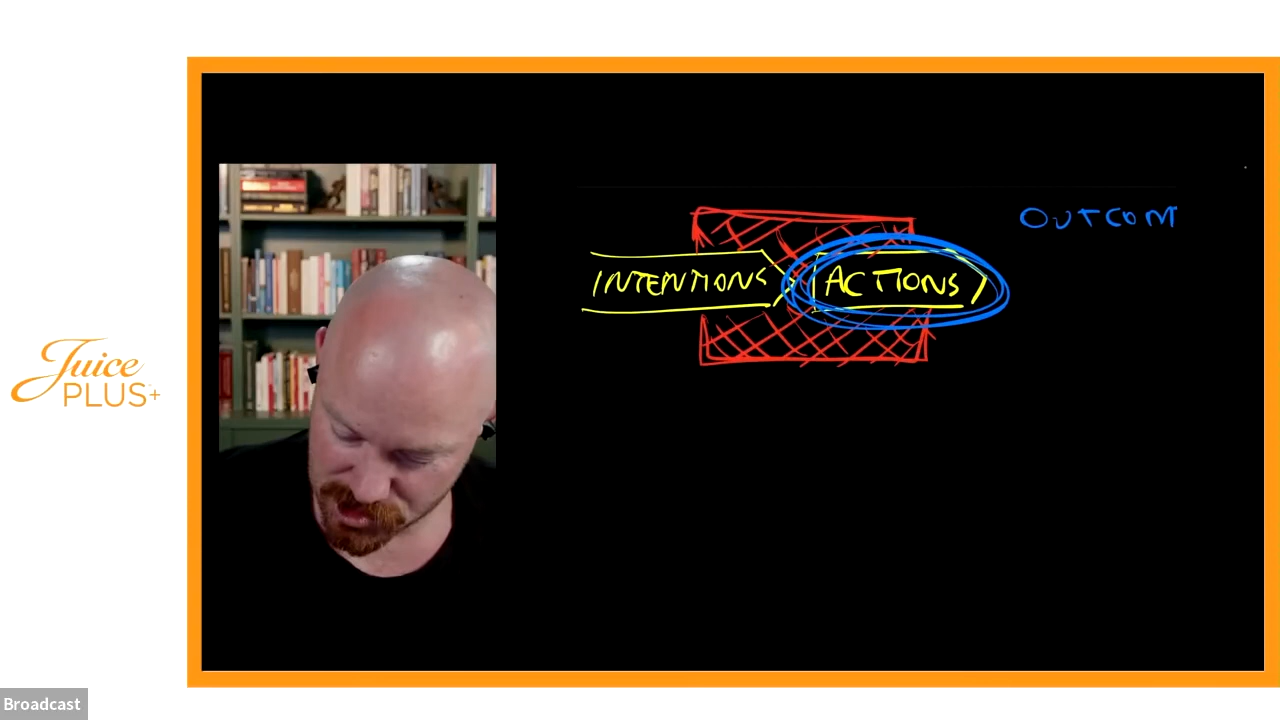 Juice
PLUS+
INTENTIONS ACTIONS
OUTCOM
Broadcast